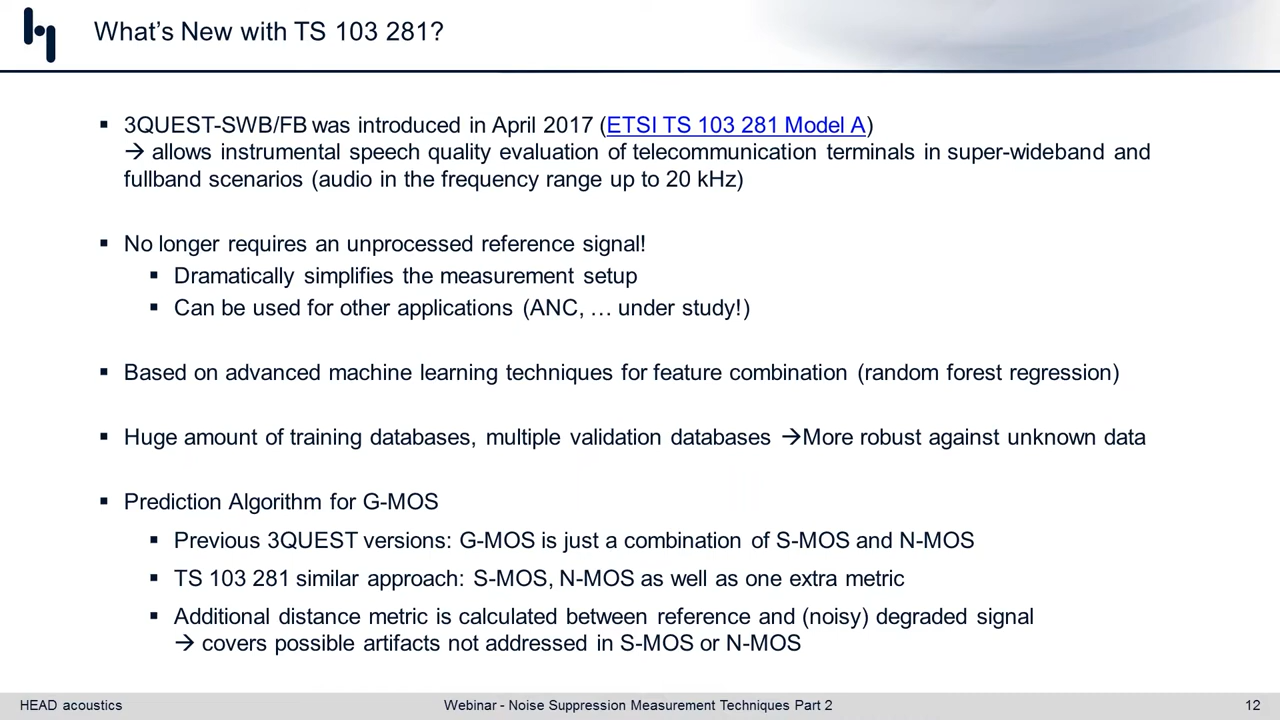 What's New with TS 103 281?
▪ 3QUEST-SWB/FB was introduced in April 2017 (ETSI TS 103 281 Model A)
→ allows instrumental speech quality evaluation of telecommunication terminals in super-wideband and
fullband scenarios (audio in the frequency range up to 20 kHz)
▪ No longer requires an unprocessed reference signal!
▪ Dramatically simplifies the measurement setup
▪ Can be used for other applications (ANC, … under study!)
▪ Based on advanced machine learning techniques for feature combination (random forest regression)
▪ Huge amount of training databases, multiple validation databases →More robust against unknown data
▪ Prediction Algorithm for G-MOS
▪ Previous 3QUEST versions: G-MOS is just a combination of S-MOS and N-MOS
▪ TS 103 281 similar approach: S-MOS, N-MOS as well as one extra metric
▪ Additional distance metric is calculated between reference and (noisy) degraded signal
→ covers possible artifacts not addressed in S-MOS or N-MOS
HEAD acoustics Webinar - Noise Suppression Measurement Techniques Part 2 12